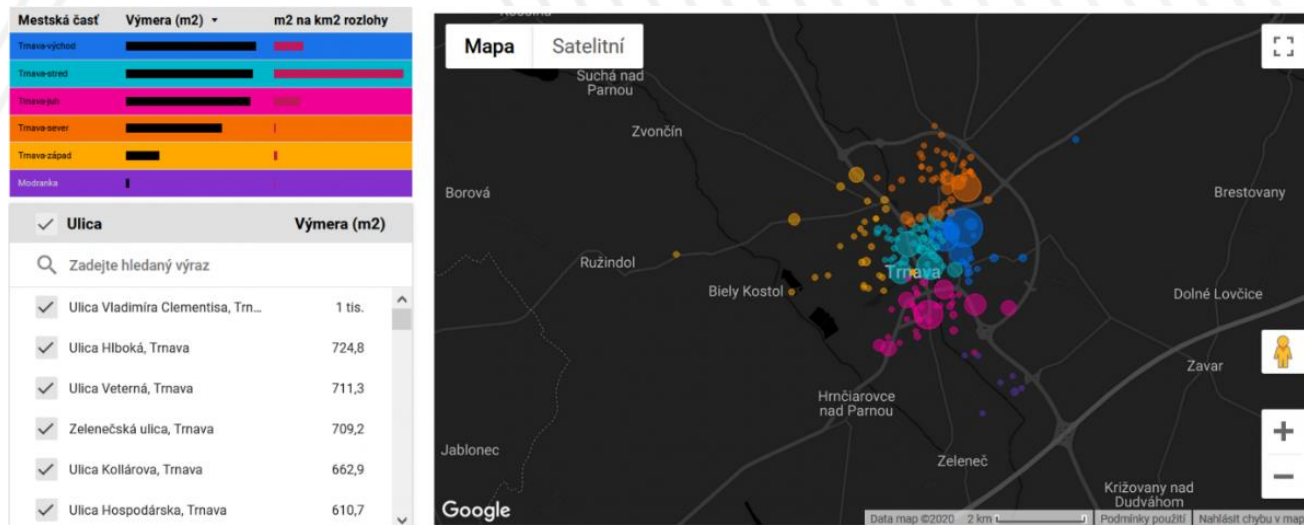 Mestská časť Výmera (m2) m2 na km2 rozlohy
Trnava-východ
Trnava-stred
Trnava-juh
Trnava-sever
Trnava-západ
Modranka
Ulica Výmera (m2)
Zadejte hledaný výraz
Ulica Vladimíra Clementisa, Trn... 1 tis.
Ulica Hlboká, Trnava 724,8
Ulica Veterná, Trnava 711,3
Zelenečská ulica, Trnava 709,2
Ulica Kollárova, Trnava 662,9
Ulica Hospodárska, Trnava 610,7
Mapa Satelitní
Suchá nad
Parnou
Zvončín
Borová
Brestovany
Ružindol
Trnava
Biely Kostol
Dolné Lovčice
Zavar
Hrnčiarovce
nad Parnou
Jablonec
Zeleneč
Križovany nad
Dudváhom
Google
Data map ©2020 2 km Podmínky použití Nahlásit chybu v map